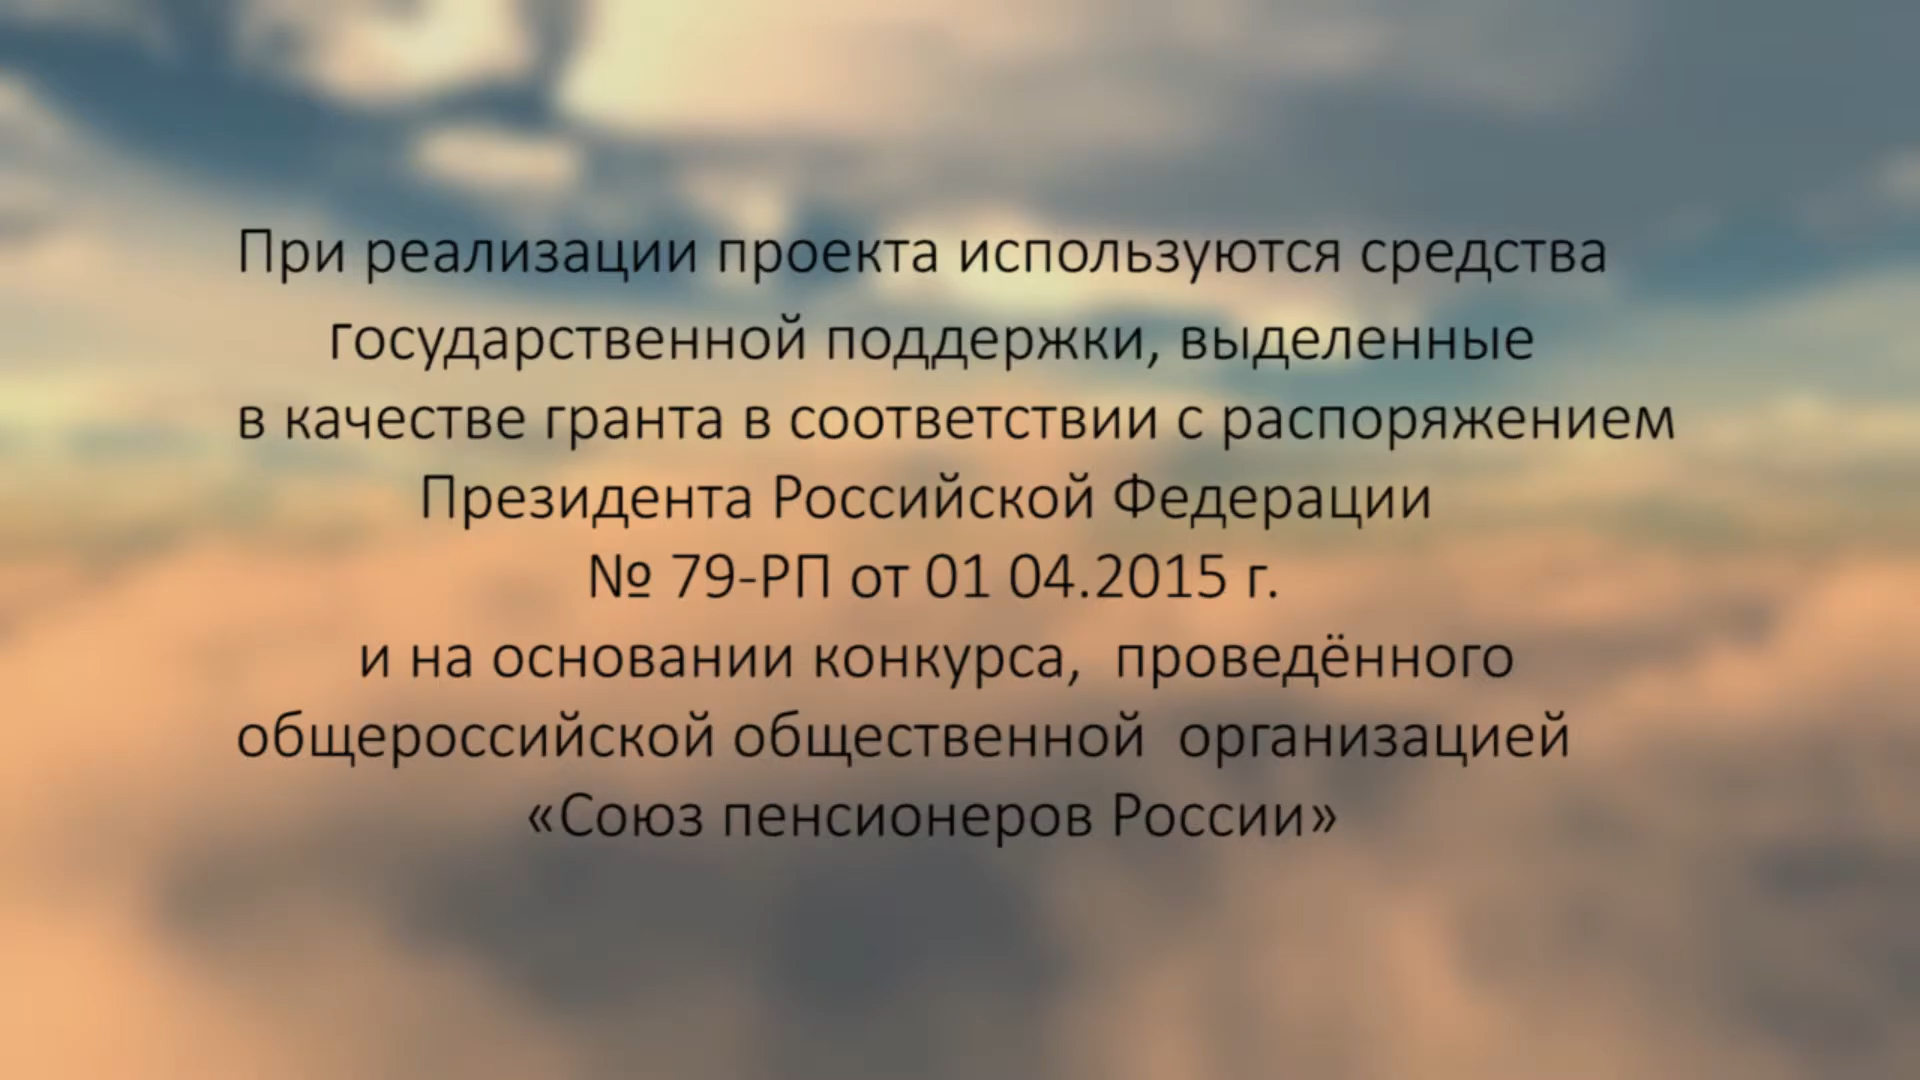 При реализации проекта используются средства
государственной поддержки, выделенные
в качестве гранта в соответствии с распоряжением
Президента Российской Федерации
№ 79-РП от 01 04.2015 г.
и на основании конкурса,  проведённого
общероссийской общественной  организацией
«Союз пенсионеров России»